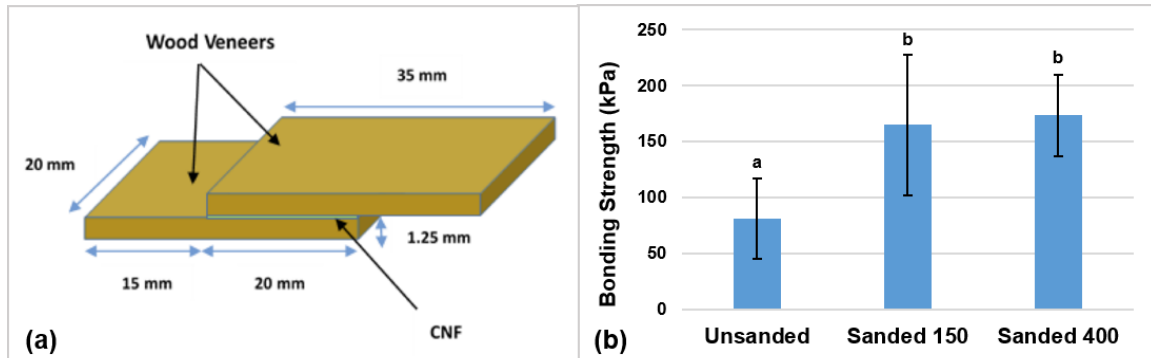 Wood Veneers
35 mm
20 mm
1.25 mm
15 mm
20 mm
CNF
(a)
Bonding Strength (kPa)
250
200
150
100
50
0
a
b
b
Unsanded
Sanded 150
Sanded 400
(b)